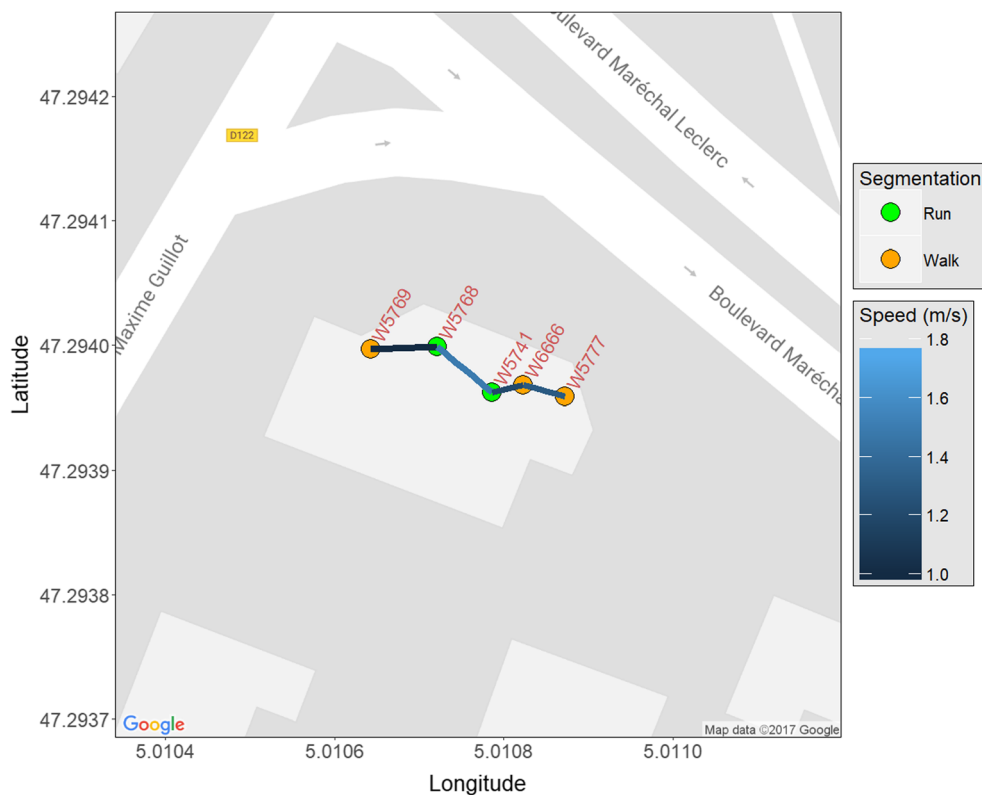 oulevard Maréchal Leclerc
D122
Maxime Guillot
Boulevard Marécha
W5769
W5768
W5741
W6666
W5777
47.2942
47.2941
47.2940
47.2939
47.2938
47.2937
Latitude
5.0104
5.0106
5.0108
5.0110
Longitude
Google
Map data ©2017 Google
Segmentation
Run
Walk
Speed (m/s)
1.8
1.6
1.4
1.2
1.0